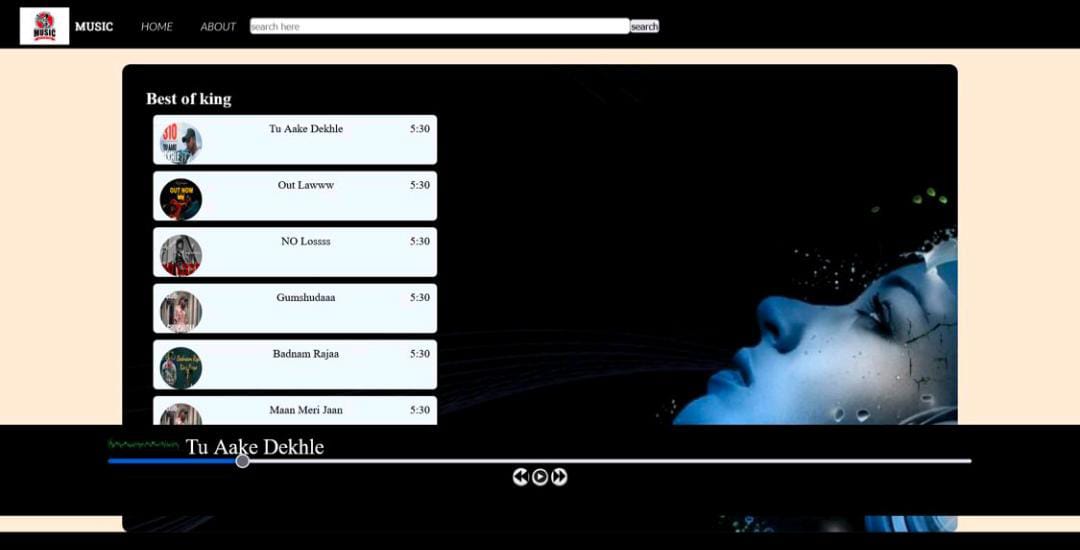 MUSIC
MUSIC HOME ABOUT search here search
Best of king
Tu Aake Dekhle 5:30
OUT NOW
Out Lawww 5:30
NO Lossss 5:30
Gumshudaaa 5:30
Badnam Rajaa 5:30
Maan Meri Jaan 5:30
Tu Aake Dekhle